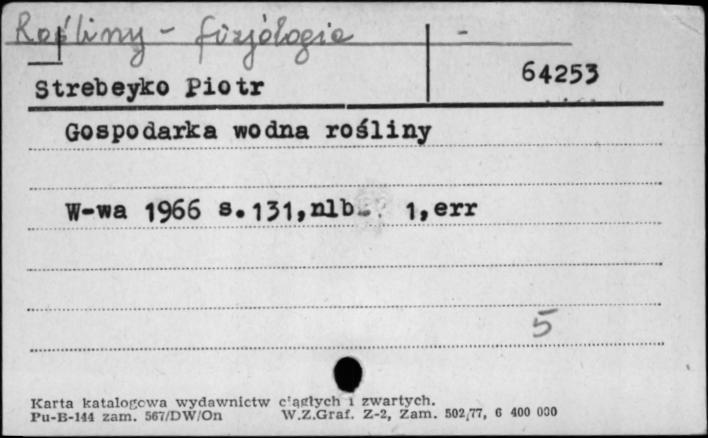 Rośliny - fizjologia -
Strebeyko Piotr 64253
Gospodarka wodna rośliny
W-wa 1966 s.131,nlb. 1,err
5
Karta katalogowa wydawnictw ciągłych i zwartych.
Pu-B-144 zam. 567/DW/On W.Z.Graf. Z-2, Zam. 502/77, 6 400 000